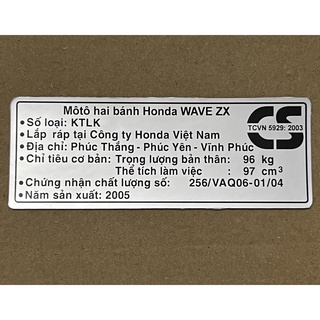 Môtô hai bánh Honda WAVE ZX
• Số loại: KTLK
CS
TCVN 5929: 2003
• Lắp ráp tại Công ty Honda Việt Nam
• Địa chỉ: Phúc Thắng - Phúc Yên - Vĩnh Phúc
• Chỉ tiêu cơ bản: Trọng lượng bản thân: 96 kg
Thể tích làm việc : 97 cm³
• Chứng nhận chất lượng số: 256/VAQ06-01/04
• Năm sản xuất: 2005